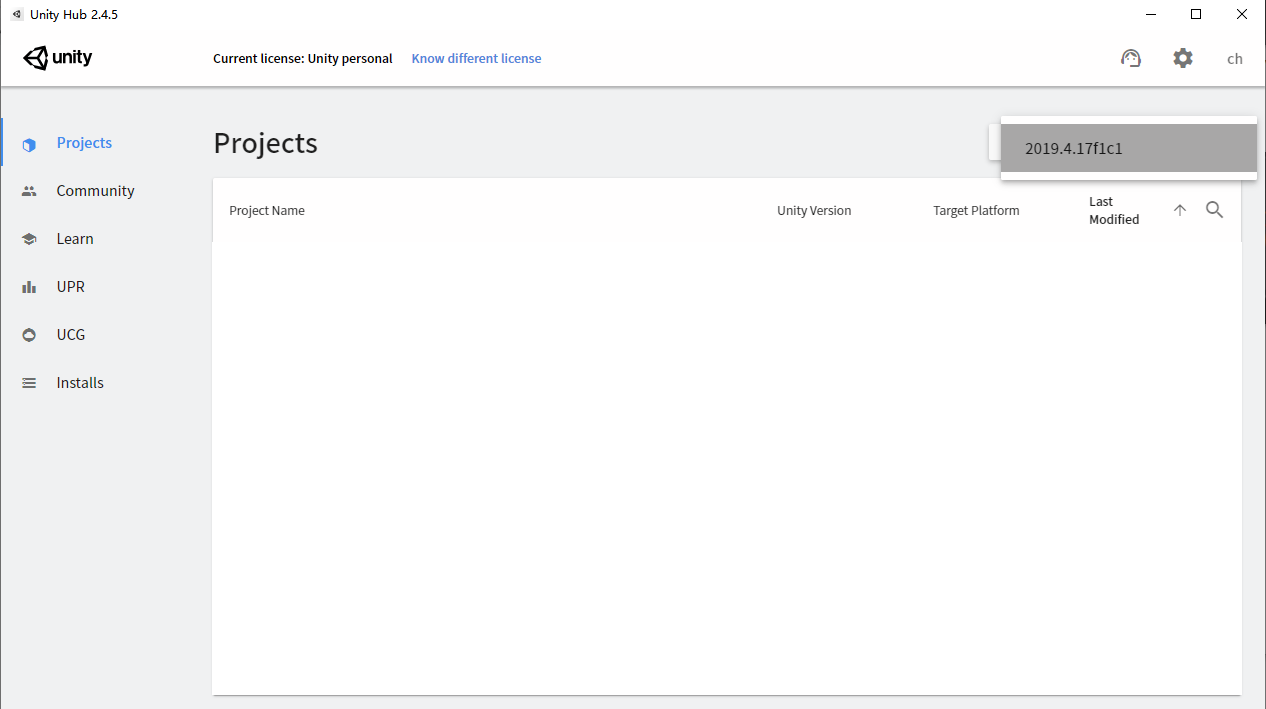 Unity Hub 2.4.5
unity
Current license: Unity personal
Know different license
ch
Projects
Community
Learn
UPR
UCG
Installs
Projects
2019.4.17f1c1
Project Name
Unity Version
Target Platform
Last
Modified